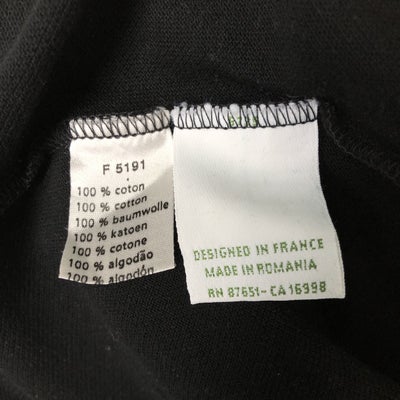 F 5191
100 % coton
100 % cotton
100 % baumwolle
100 % katoen
100 % cotone
100 % algodão
100 % algodón
DESIGNED IN FRANCE
MADE IN ROMANIA
RN 87651-CA 16998